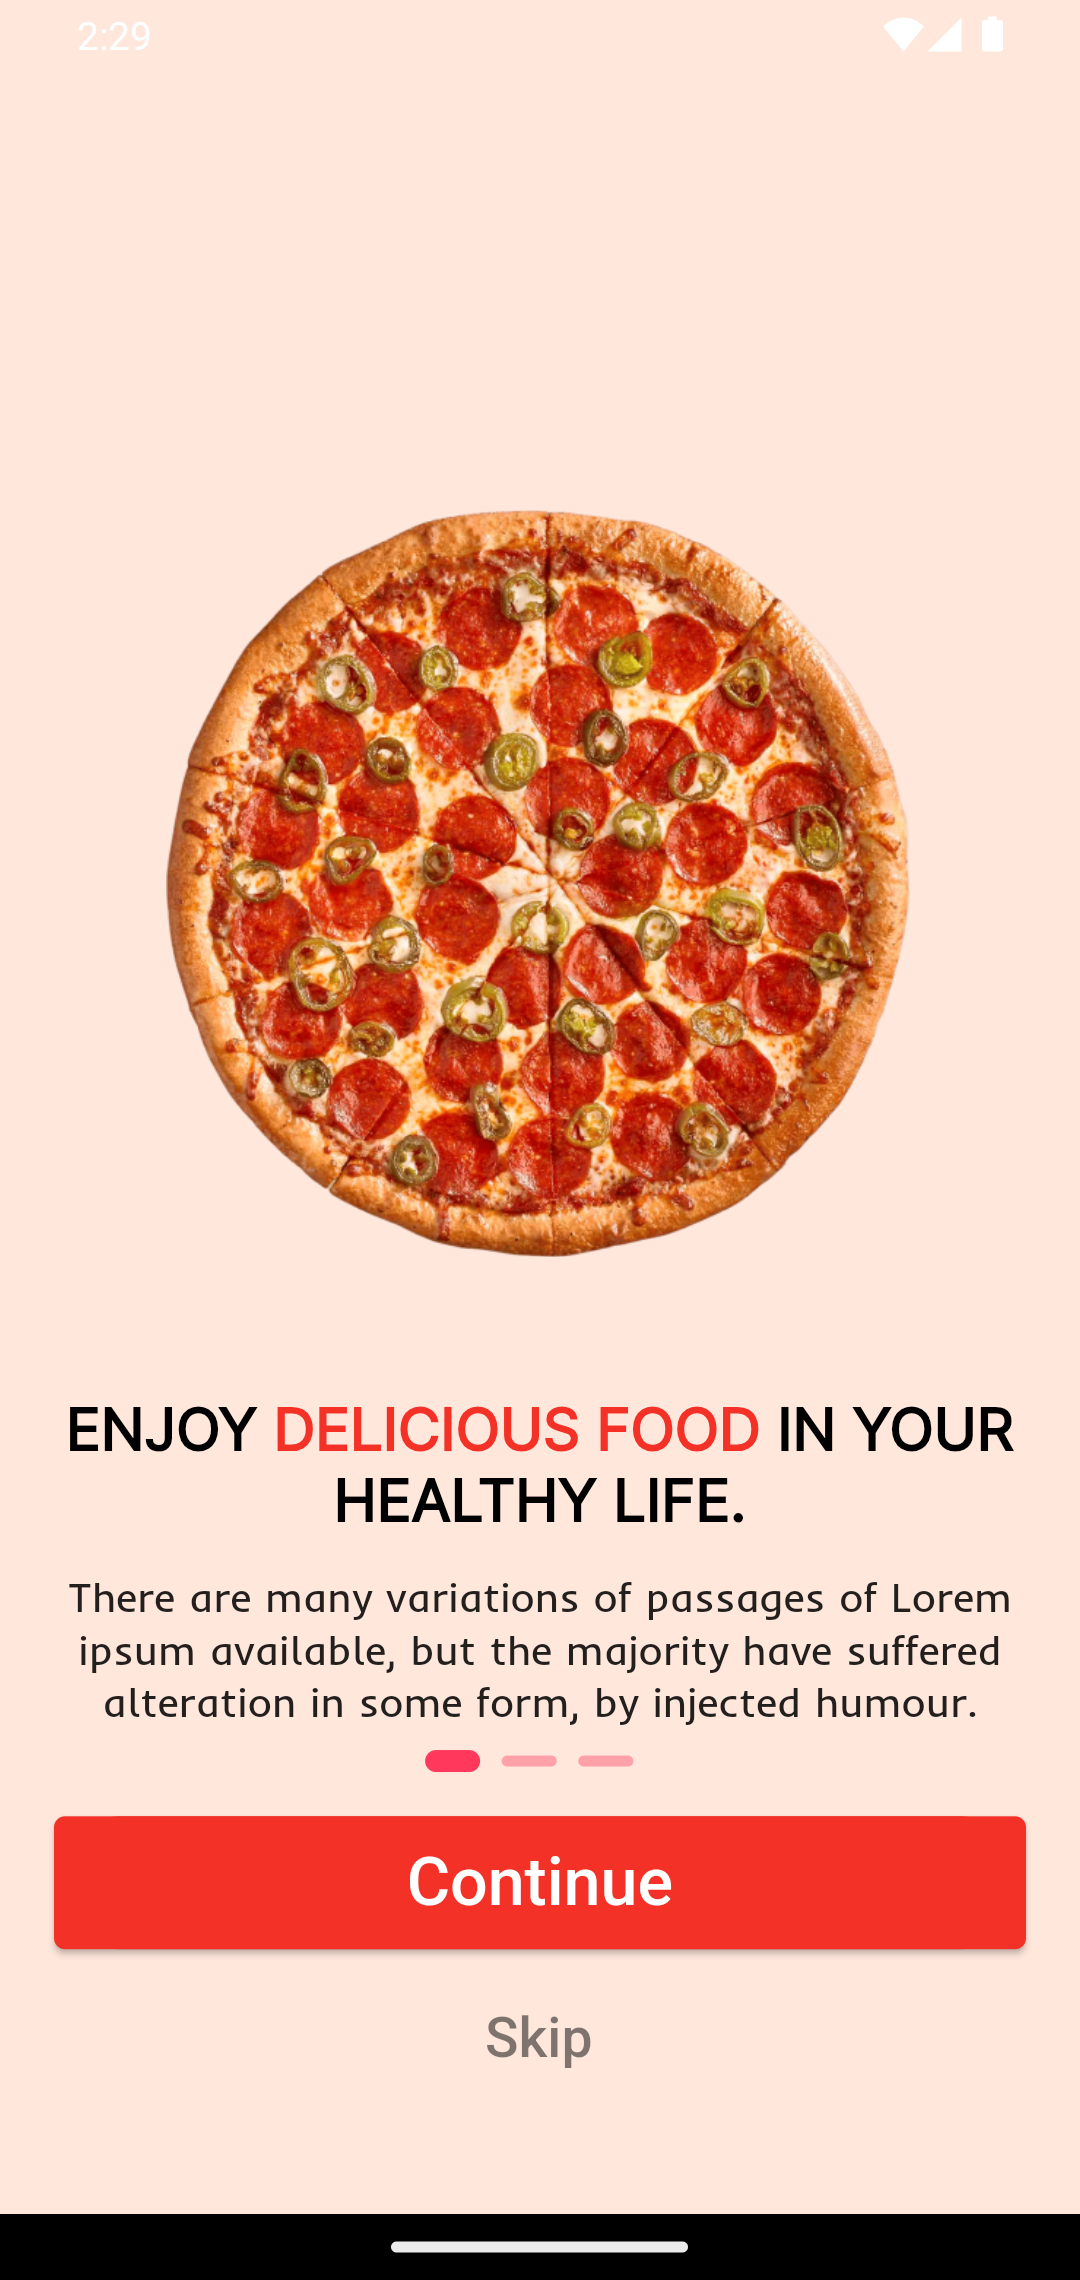 2:29
ENJOY DELICIOUS FOOD IN YOUR
HEALTHY LIFE.
There are many variations of passages of Lorem
ipsum available, but the majority have suffered
alteration in some form, by injected humour.
Continue
Skip